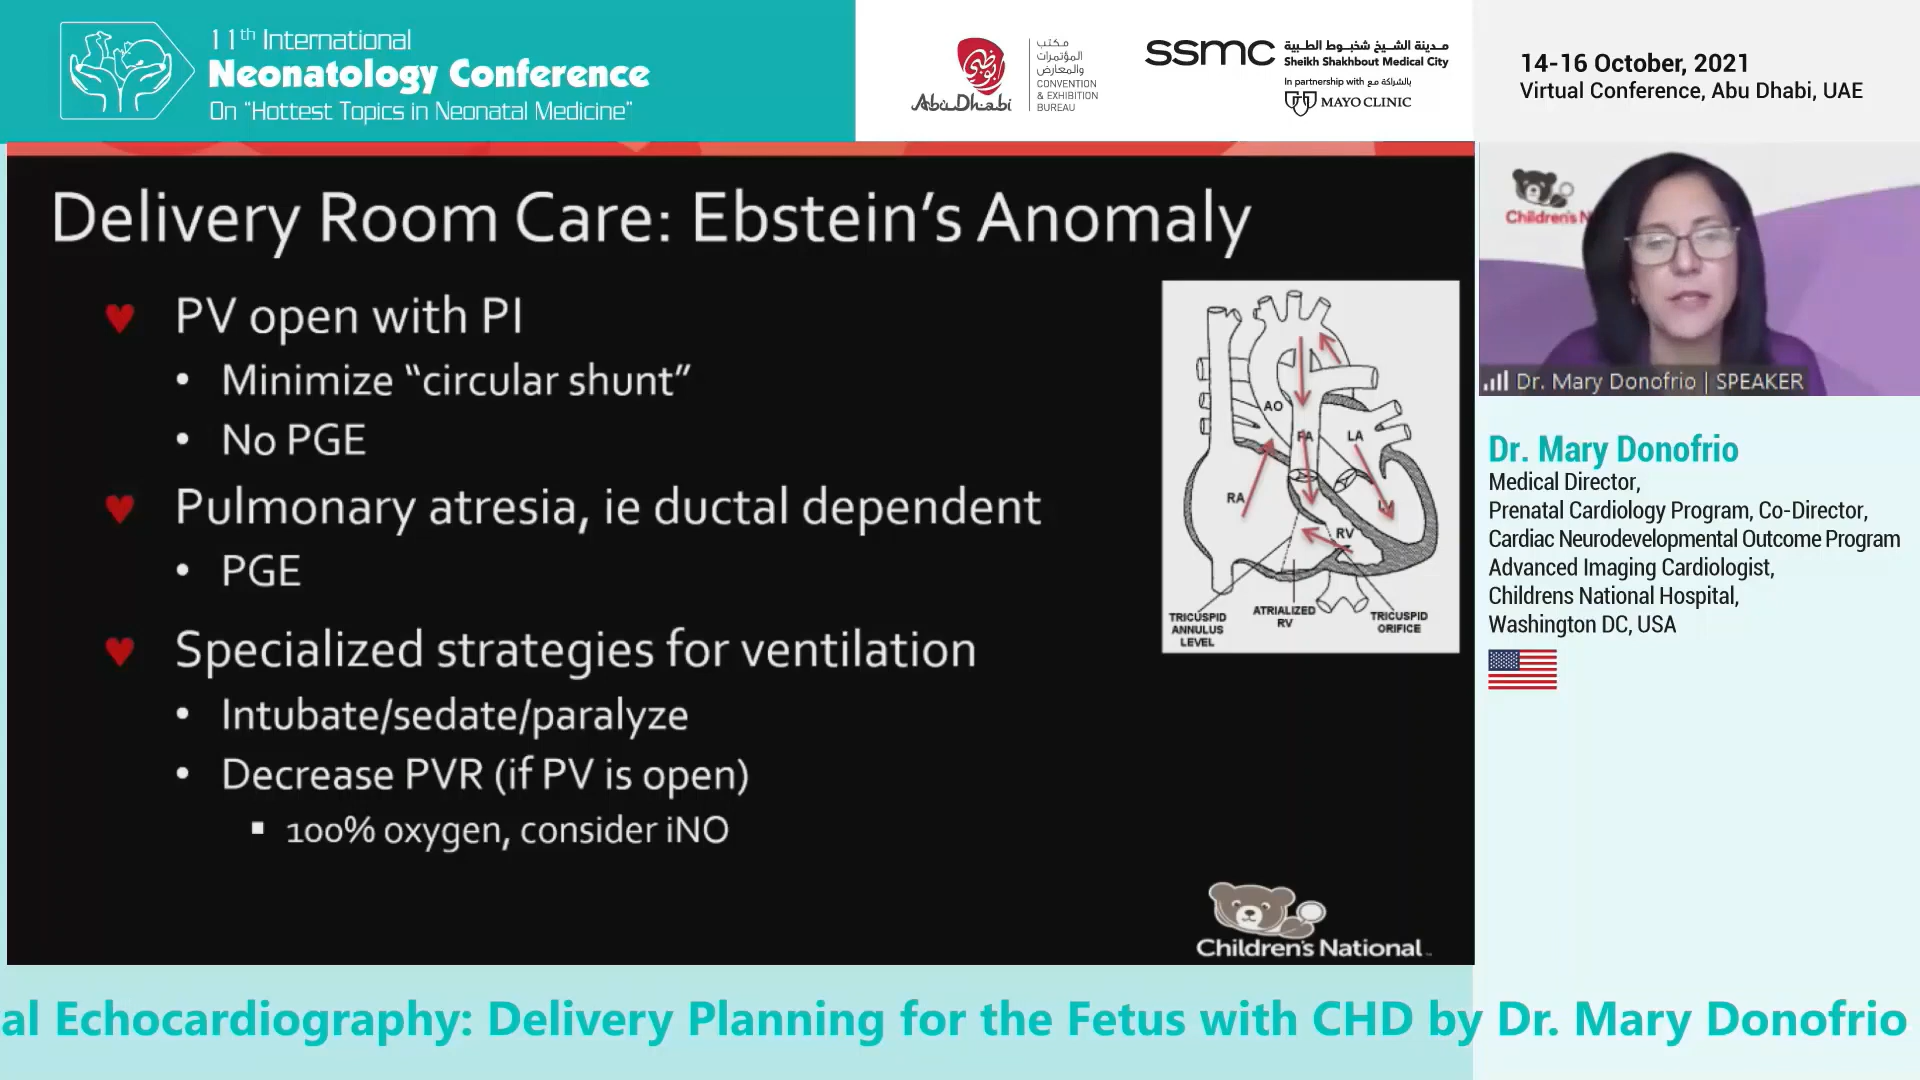 11th International
Neonatology Conference
On “Hottest Topics in Neonatal Medicine”
أبوظبي
AbuDhabi
مكتب
المؤتمرات
والمعارض
CONVENTION
& EXHIBITION
BUREAU
ssmc
مدينة الشيخ شخبوط الطبية
Sheikh Shakhbout Medical City
In partnership with بالشراكة مع
MAYO CLINIC
14-16 October, 2021
Virtual Conference, Abu Dhabi, UAE
Delivery Room Care: Ebstein’s Anomaly
PV open with PI
• Minimize “circular shunt”
• No PGE
Pulmonary atresia, ie ductal dependent
• PGE
Specialized strategies for ventilation
• Intubate/sedate/paralyze
• Decrease PVR (if PV is open)
▪ 100% oxygen, consider iNO
AO
PA
LA
RA
LV
RV
TRICUSPID
ANNULUS
LEVEL
ATRIALIZED
RV
TRICUSPID
ORIFICE
Children's National
Children's N
Dr. Mary Donofrio | SPEAKER
Dr. Mary Donofrio
Medical Director,
Prenatal Cardiology Program, Co-Director,
Cardiac Neurodevelopmental Outcome Program
Advanced Imaging Cardiologist,
Childrens National Hospital,
Washington DC, USA
al Echocardiography: Delivery Planning for the Fetus with CHD by Dr. Mary Donofrio